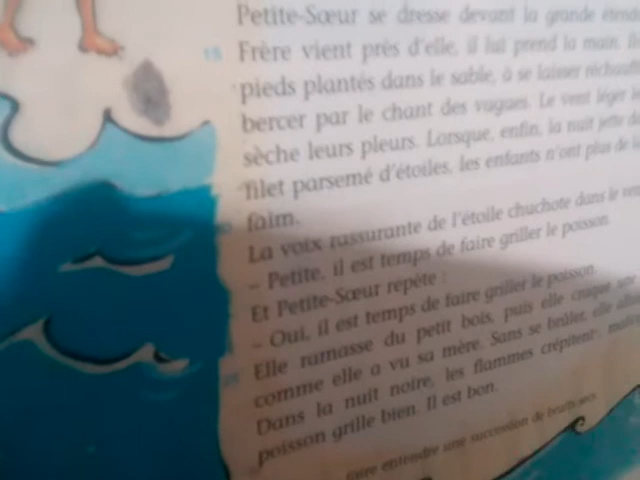 Petite-Sœur se dresse devant la grande
15 Frère vient près d'elle, il lui prend la main.
pieds plantés dans le sable, à se laisser
bercer par le chant des vagues. Le vent léger
sèche leurs pleurs. Lorsque, enfin, la nuit jette
filet parsemé d'étoiles, les enfants n'ont plus de
faim.
La voix rassurante de l'étoile chuchote dans le
– Petite, il est temps de faire griller le poisson.
Et Petite-Sœur repète :
– Oui, il est temps de faire griller le poisson.
Elle ramasse du petit bois, puis elle craque
comme elle a vu sa mère. Sans se brûler, elle
Dans la nuit noire, les flammes crépitent
poisson grille bien. Il est bon.
faire entendre une succession de bruits secs